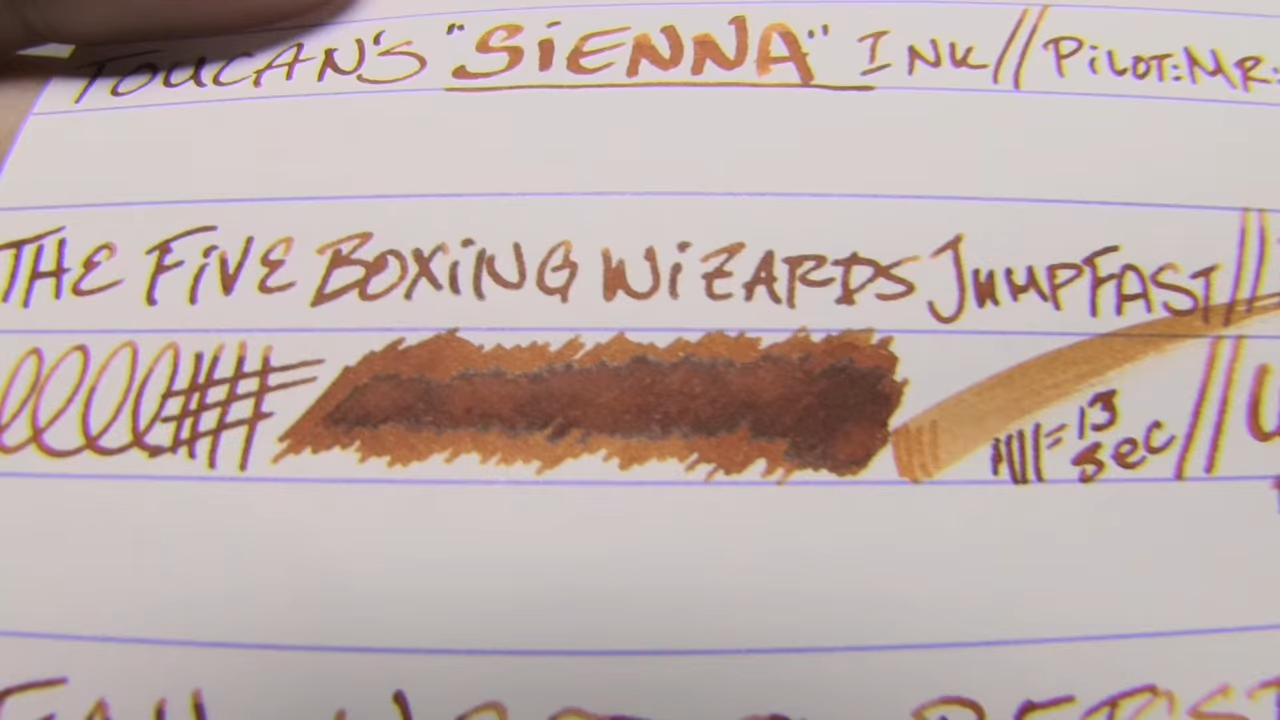 TOUCAN'S "SiENNA" INK // PiLOT:MR:
THE FiVE BOXiNG WiZARDS JUMP FAST //
= 13 sec //